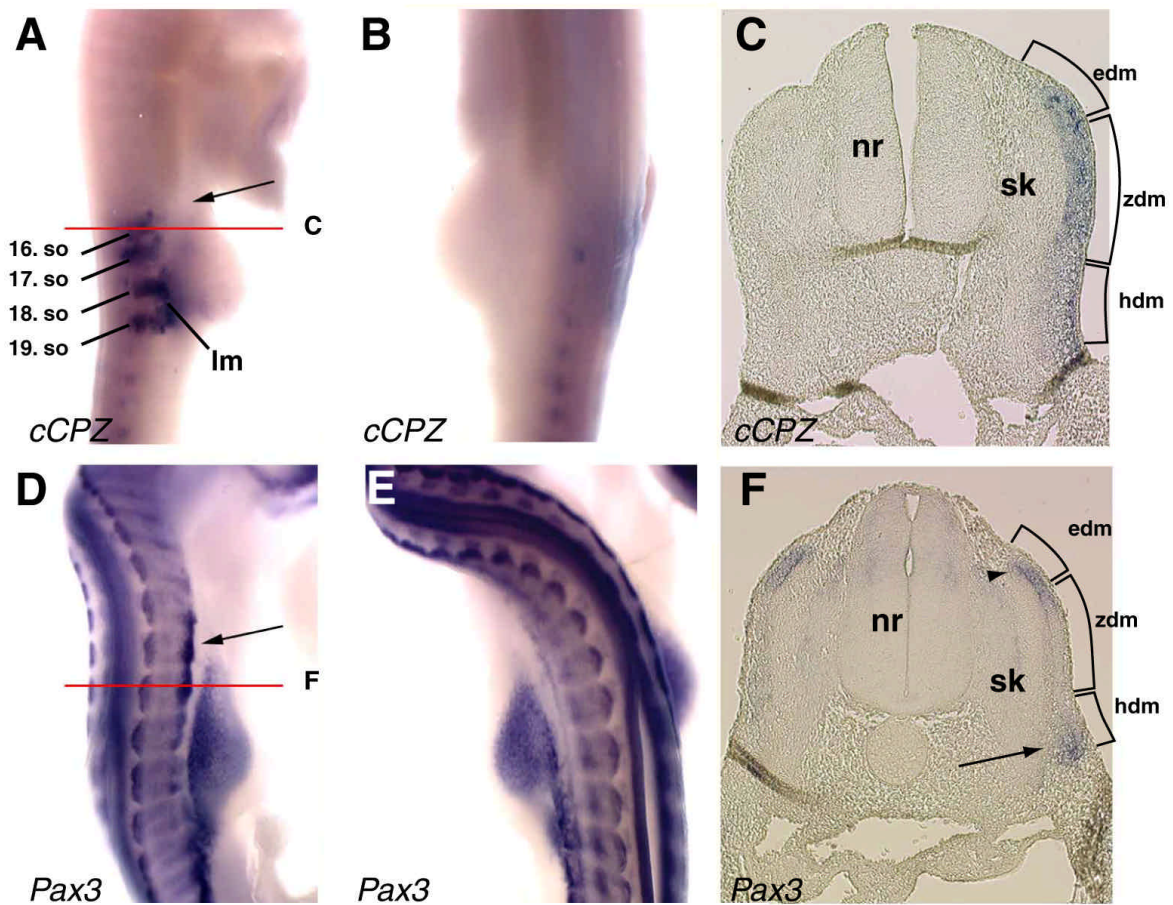 A
B
C
edm
zdm
hdm
nr
sk
C
16. so
17. so
18. so
19. so
lm
cCPZ
cCPZ
cCPZ
D
E
F
edm
zdm
hdm
nr
sk
F
Pax3
Pax3
Pax3